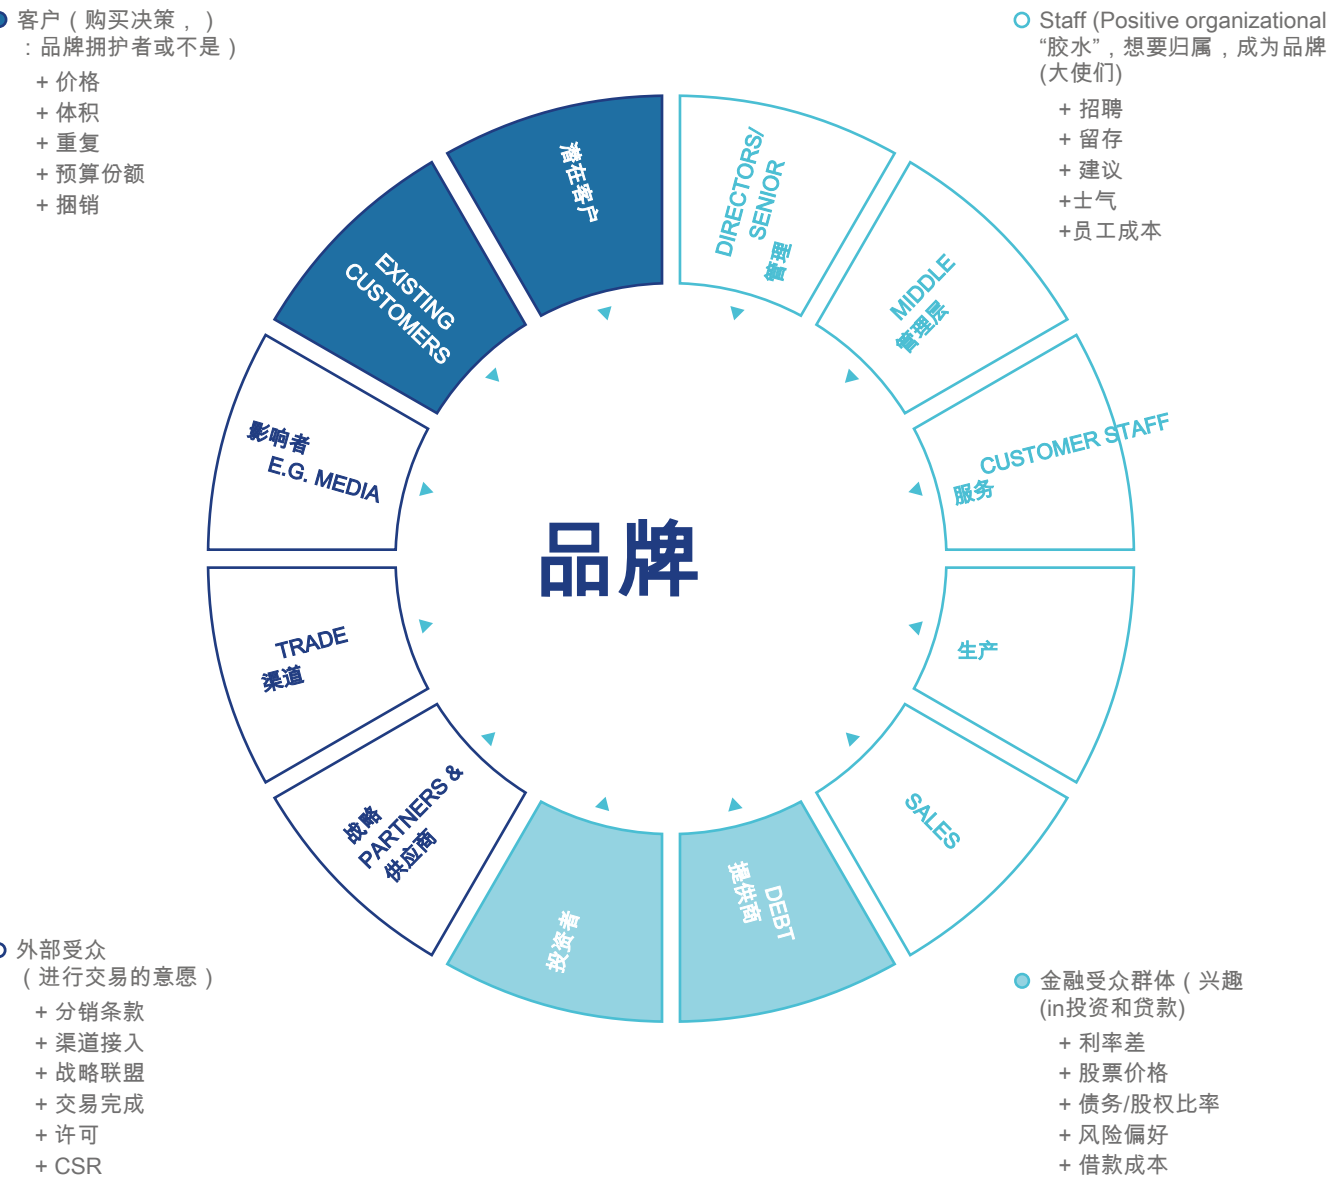 客户（购买决策，）
：品牌拥护者或不是）
+ 价格
+ 体积
+ 重复
+ 预算份额
+ 捆销
Staff (Positive organizational
“胶水”，想要归属，成为品牌
(大使们)
+ 招聘
+ 留存
+ 建议
+士气
+员工成本
潜在客户
EXISTING
CUSTOMERS
影响者
E.G. MEDIA
TRADE
渠道
战略
PARTNERS &
供应商
投资者
DEBT
提供商
SALES
生产
CUSTOMER STAFF
服务
MIDDLE
管理层
DIRECTORS/
SENIOR
管理
品牌
外部受众
（进行交易的意愿）
+ 分销条款
+ 渠道接入
+ 战略联盟
+ 交易完成
+ 许可
+ CSR
金融受众群体（兴趣
(in投资和贷款)
+ 利率差
+ 股票价格
+ 债务/股权比率
+ 风险偏好
+ 借款成本